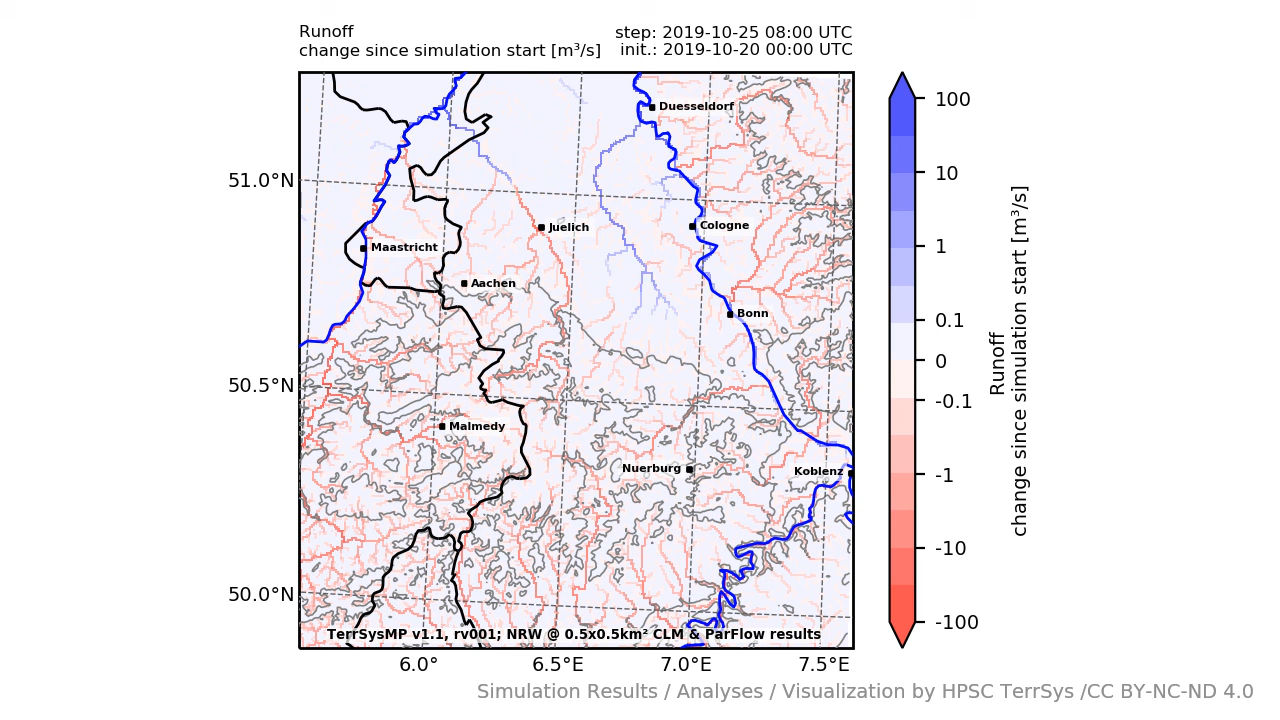 Runoff
change since simulation start [m³/s]
step: 2019-10-25 08:00 UTC
init.: 2019-10-20 00:00 UTC
Duesseldorf
51.0°N
Juelich
Cologne
Maastricht
Aachen
Bonn
50.5°N
Malmedy
Nuerburg
Koblenz
50.0°N
TerrSysMP v1.1, rv001; NRW @ 0.5x0.5km² CLM & ParFlow results
6.0°
6.5°E
7.0°E
7.5°E
100
10
1
0.1
0
-0.1
-1
-10
-100
Runoff
change since simulation start [m³/s]
Simulation Results / Analyses / Visualization by HPSC TerrSys /CC BY-NC-ND 4.0